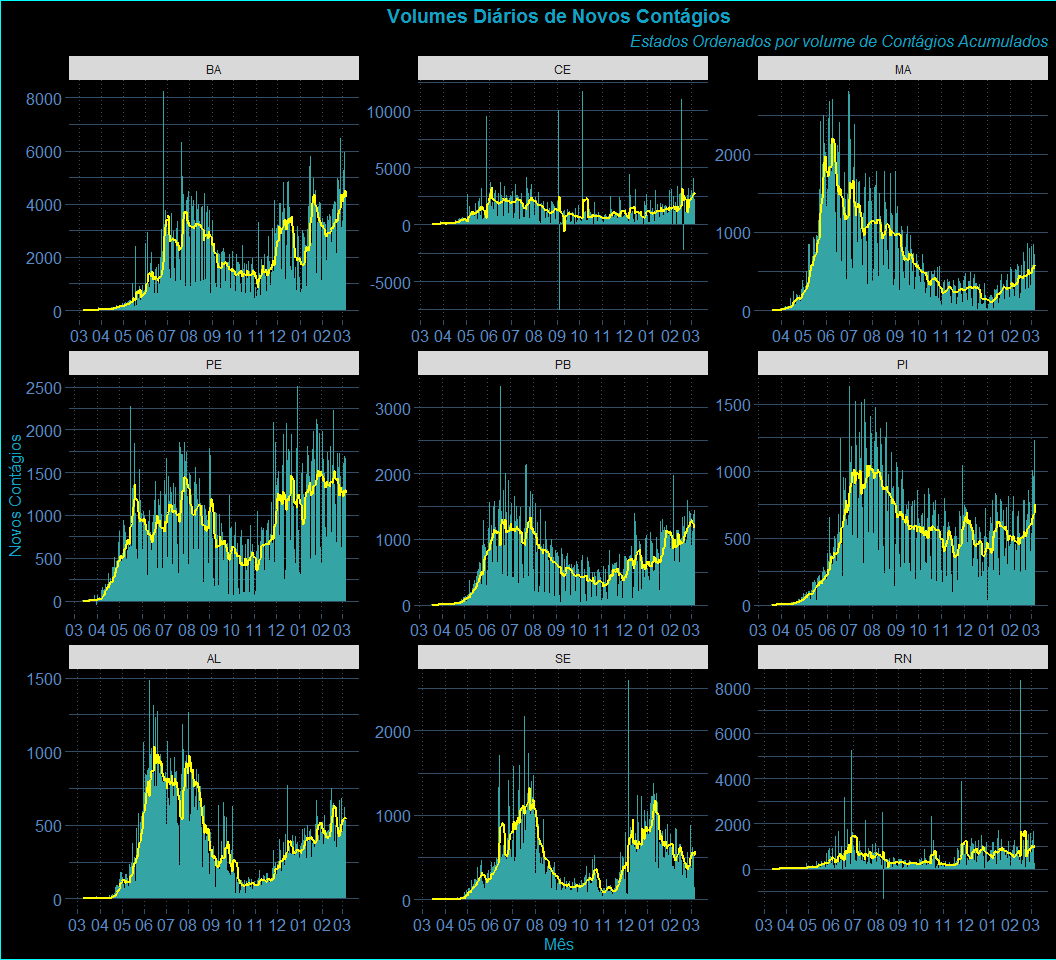 Volumes Diários de Novos Contágios
Estados Ordenados por volume de Contágios Acumulados
BA
CE
MA
8000
6000
4000
2000
0
10000
5000
0
-5000
2000
1000
0
03 04 05 06 07 08 09 10 11 12 01 02 03
03 04 05 06 07 08 09 10 11 12 01 02 03
04 05 06 07 08 09 10 11 12 01 02 03
PE
PB
PI
2500
2000
1500
1000
500
0
3000
2000
1000
0
1500
1000
500
0
03 04 05 06 07 08 09 10 11 12 01 02 03
03 04 05 06 07 08 09 10 11 12 01 02 03
03 04 05 06 07 08 09 10 11 12 01 02 03
Novos Contágios
AL
SE
RN
1500
1000
500
0
2000
1000
0
8000
6000
4000
2000
0
03 04 05 06 07 08 09 10 11 12 01 02 03
03 04 05 06 07 08 09 10 11 12 01 02 03
03 04 05 06 07 08 09 10 11 12 01 02 03
Mês